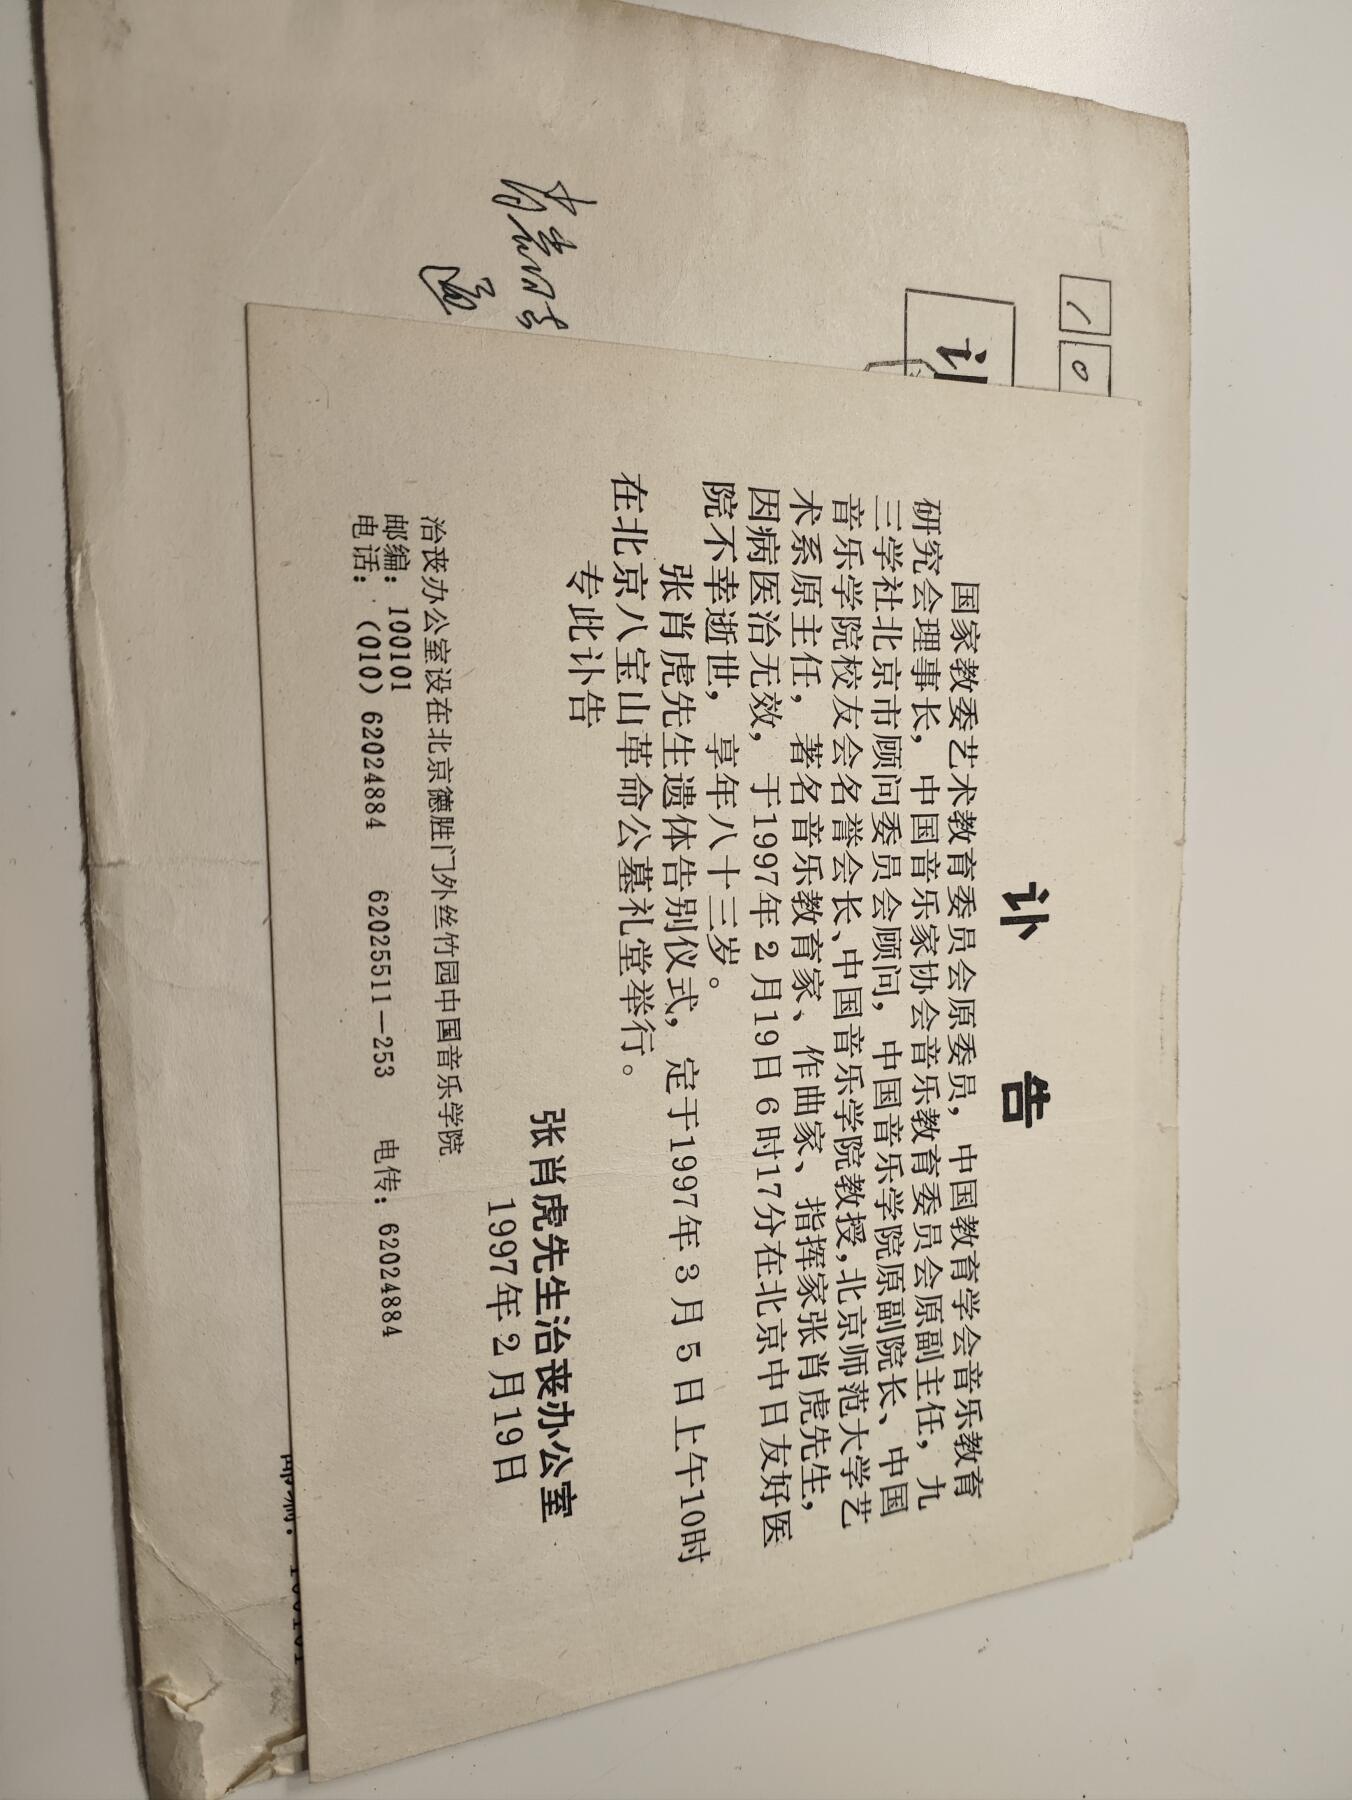 讣 告
国家教委艺术教育委员会原委员，中国教育学会音乐教育
研究会理事长，中国音乐家协会音乐教育委员会原副主任，九
三学社北京市顾问委员会顾问，中国音乐学院原副院长、中国
音乐学院校友会名誉会长、中国音乐学院教授，北京师范大学艺
术系原主任，著名音乐教育家、作曲家、指挥家张肖虎先生，
因病医治无效，于1997年2月19日6时17分在北京中日友好医
院不幸逝世，享年八十三岁。
张肖虎先生遗体告别仪式，定于1997年3月5日上午10时
在北京八宝山革命公墓礼堂举行。
专此讣告
张肖虎先生治丧办公室
1997年2月19日
治丧办公室设在北京德胜门外丝竹园中国音乐学院
邮编：100101
电话：（010）62024884 62025511—253 电传：62024884
1 0
讣
邮编：100101